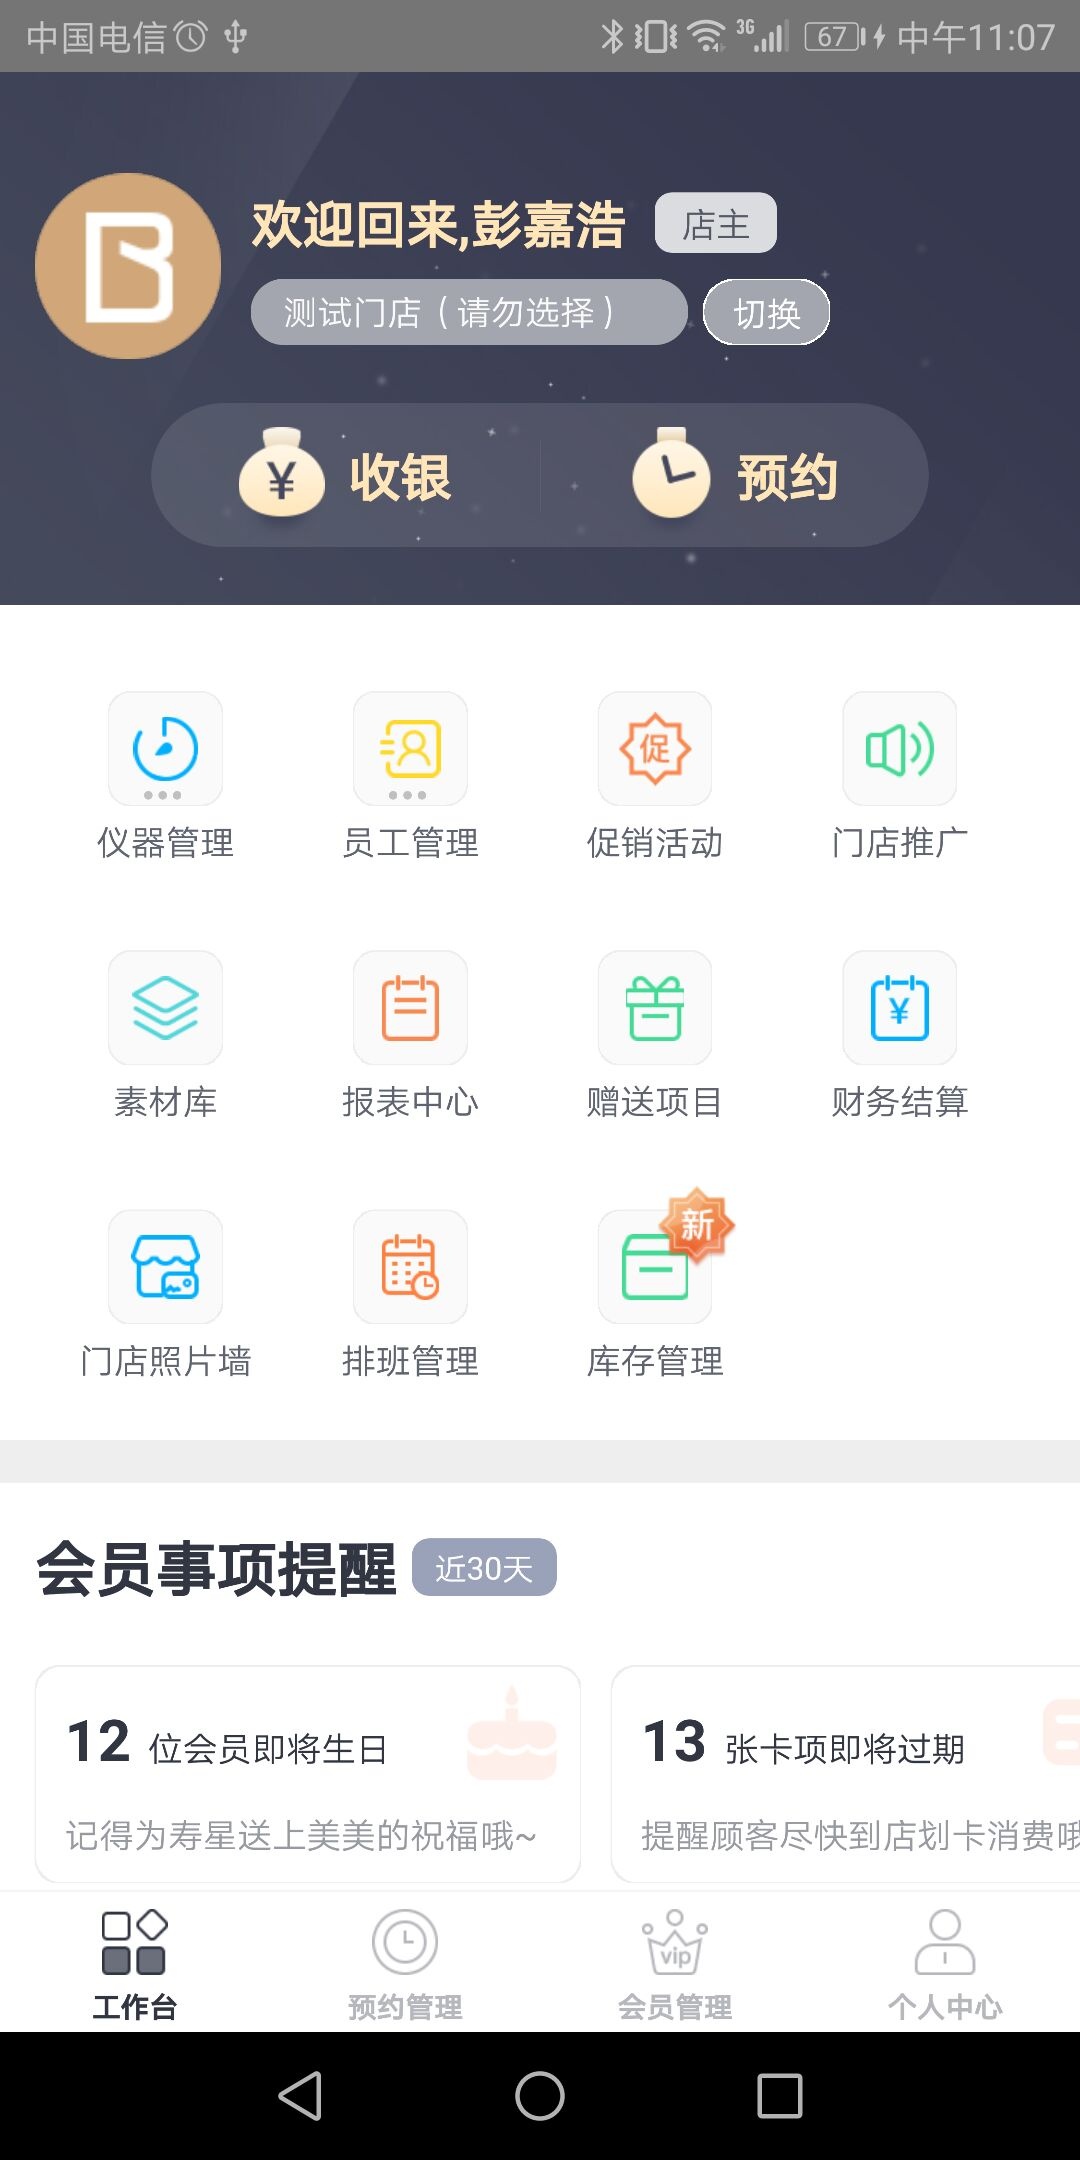 中国电信 3G 67 中午11:07
欢迎回来,彭嘉浩 店主
测试门店（请勿选择） 切换
¥ 收银 预约
促
仪器管理 员工管理 促销活动 门店推广
¥
素材库 报表中心 赠送项目 财务结算
新
门店照片墙 排班管理 库存管理
会员事项提醒 近30天
12 位会员即将生日 13 张卡项即将过期
记得为寿星送上美美的祝福哦~ 提醒顾客尽快到店划卡消费哦
vip
工作台 预约管理 会员管理 个人中心